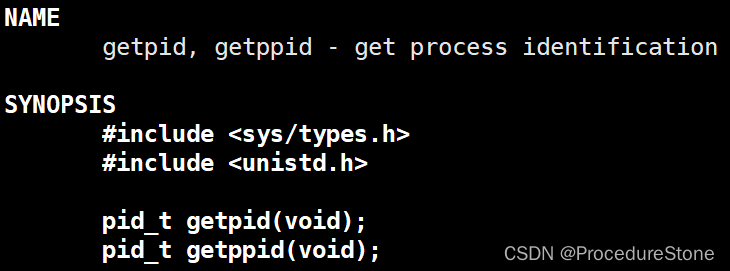 NAME
getpid, getppid - get process identification
SYNOPSIS
#include <sys/types.h>
#include <unistd.h>
pid_t getpid(void);
pid_t getppid(void);
CSDN @ProcedureStone